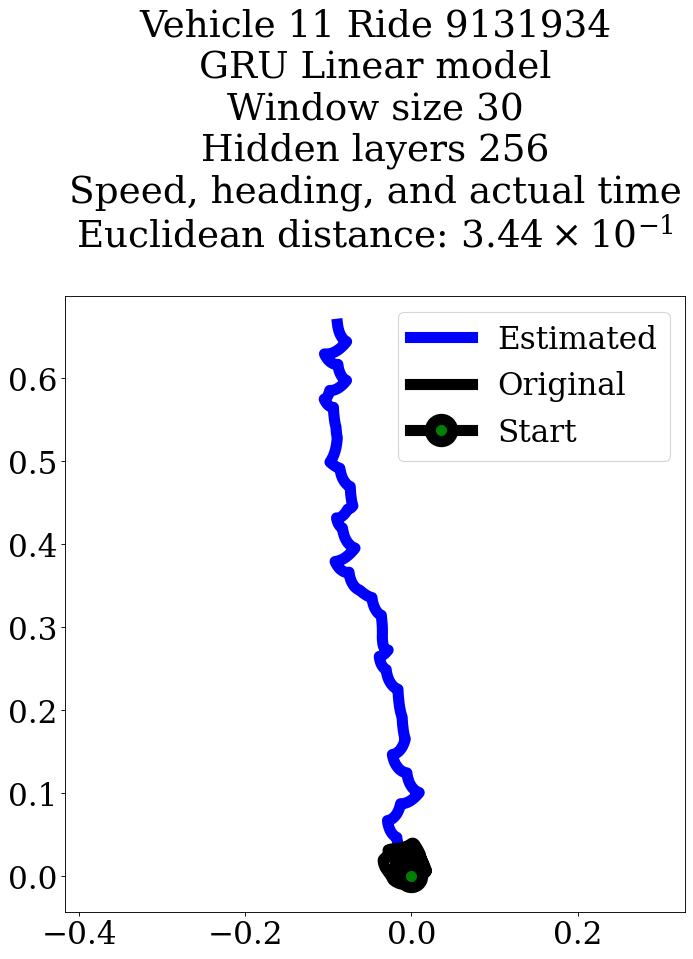 Vehicle 11 Ride 9131934
GRU Linear model
Window size 30
Hidden layers 256
Speed, heading, and actual time
Euclidean distance: 3.44 × 10⁻¹
Estimated
Original
Start
0.6
0.5
0.4
0.3
0.2
0.1
0.0
−0.4 −0.2 0.0 0.2